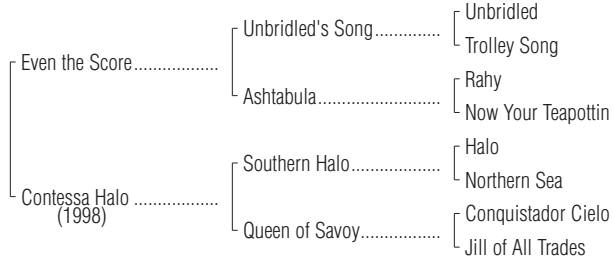 Unbridled
Unbridled's Song..............
Trolley Song
Even the Score..................
Rahy
Ashtabula..........................
Now Your Teapottin
Halo
Southern Halo...................
Northern Sea
Contessa Halo ..................
(1998)
Conquistador Cielo
Queen of Savoy.................
Jill of All Trades